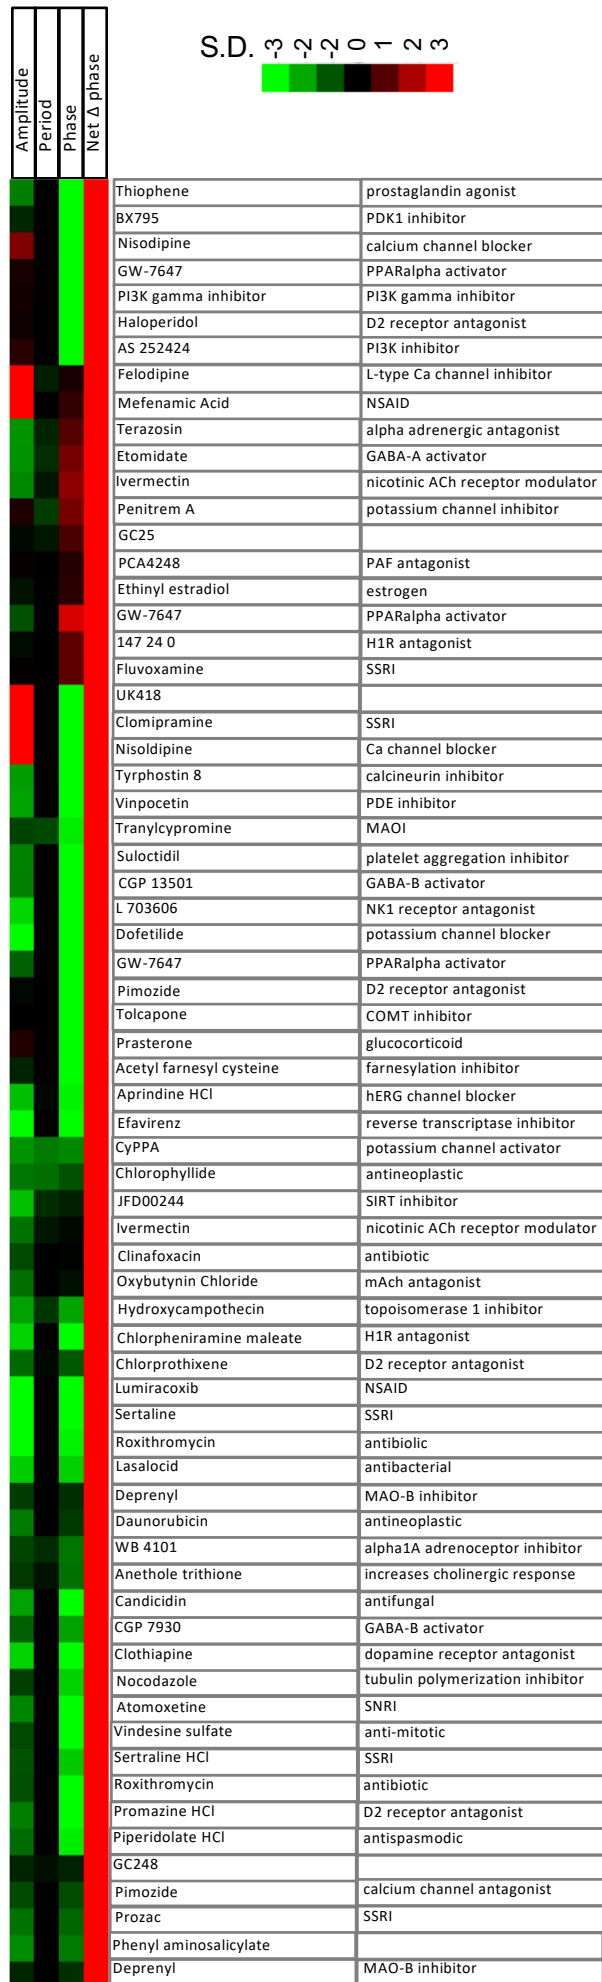 S.D. -3 -2 -2 0 1 2 3
Amplitude Period Phase Net Δ phase
Thiophene prostaglandin agonist
BX795 PDK1 inhibitor
Nisodipine calcium channel blocker
GW-7647 PPARalpha activator
PI3K gamma inhibitor PI3K gamma inhibitor
Haloperidol D2 receptor antagonist
AS 252424 PI3K inhibitor
Felodipine L-type Ca channel inhibitor
Mefenamic Acid NSAID
Terazosin alpha adrenergic antagonist
Etomidate GABA-A activator
Ivermectin nicotinic ACh receptor modulator
Penitrem A potassium channel inhibitor
GC25
PCA4248 PAF antagonist
Ethinyl estradiol estrogen
GW-7647 PPARalpha activator
147 24 0 H1R antagonist
Fluvoxamine SSRI
UK418
Clomipramine SSRI
Nisoldipine Ca channel blocker
Tyrphostin 8 calcineurin inhibitor
Vinpocetin PDE inhibitor
Tranylcypromine MAOI
Suloctidil platelet aggregation inhibitor
CGP 13501 GABA-B activator
L 703606 NK1 receptor antagonist
Dofetilide potassium channel blocker
GW-7647 PPARalpha activator
Pimozide D2 receptor antagonist
Tolcapone COMT inhibitor
Prasterone glucocorticoid
Acetyl farnesyl cysteine farnesylation inhibitor
Aprindine HCl hERG channel blocker
Efavirenz reverse transcriptase inhibitor
CyPPA potassium channel activator
Chlorophyllide antineoplastic
JFD00244 SIRT inhibitor
Ivermectin nicotinic ACh receptor modulator
Clinafoxacin antibiotic
Oxybutynin Chloride mAch antagonist
Hydroxycampothecin topoisomerase 1 inhibitor
Chlorpheniramine maleate H1R antagonist
Chlorprothixene D2 receptor antagonist
Lumiracoxib NSAID
Sertaline SSRI
Roxithromycin antibiolic
Lasalocid antibacterial
Deprenyl MAO-B inhibitor
Daunorubicin antineoplastic
WB 4101 alpha1A adrenoceptor inhibitor
Anethole trithione increases cholinergic response
Candicidin antifungal
CGP 7930 GABA-B activator
Clothiapine dopamine receptor antagonist
Nocodazole tubulin polymerization inhibitor
Atomoxetine SNRI
Vindesine sulfate anti-mitotic
Sertraline HCl SSRI
Roxithromycin antibiotic
Promazine HCl D2 receptor antagonist
Piperidolate HCl antispasmodic
GC248
Pimozide calcium channel antagonist
Prozac SSRI
Phenyl aminosalicylate
Deprenyl MAO-B inhibitor